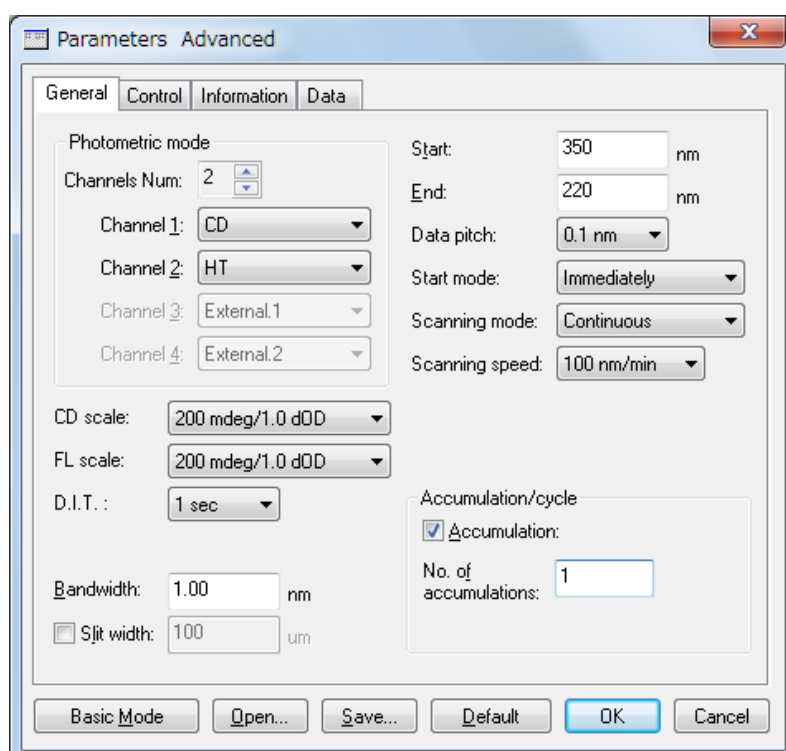 Parameters Advanced
General Control Information Data
Photometric mode
Channels Num: 2
Channel 1: CD
Channel 2: HT
Channel 3: External.1
Channel 4: External.2
Start: 350 nm
End: 220 nm
Data pitch: 0.1 nm
Start mode: Immediately
Scanning mode: Continuous
Scanning speed: 100 nm/min
CD scale: 200 mdeg/1.0 dOD
FL scale: 200 mdeg/1.0 dOD
D.I.T. : 1 sec
Bandwidth: 1.00 nm
Slit width: 100 um
Accumulation/cycle
Accumulation:
No. of
accumulations: 1
Basic Mode Open... Save... Default OK Cancel